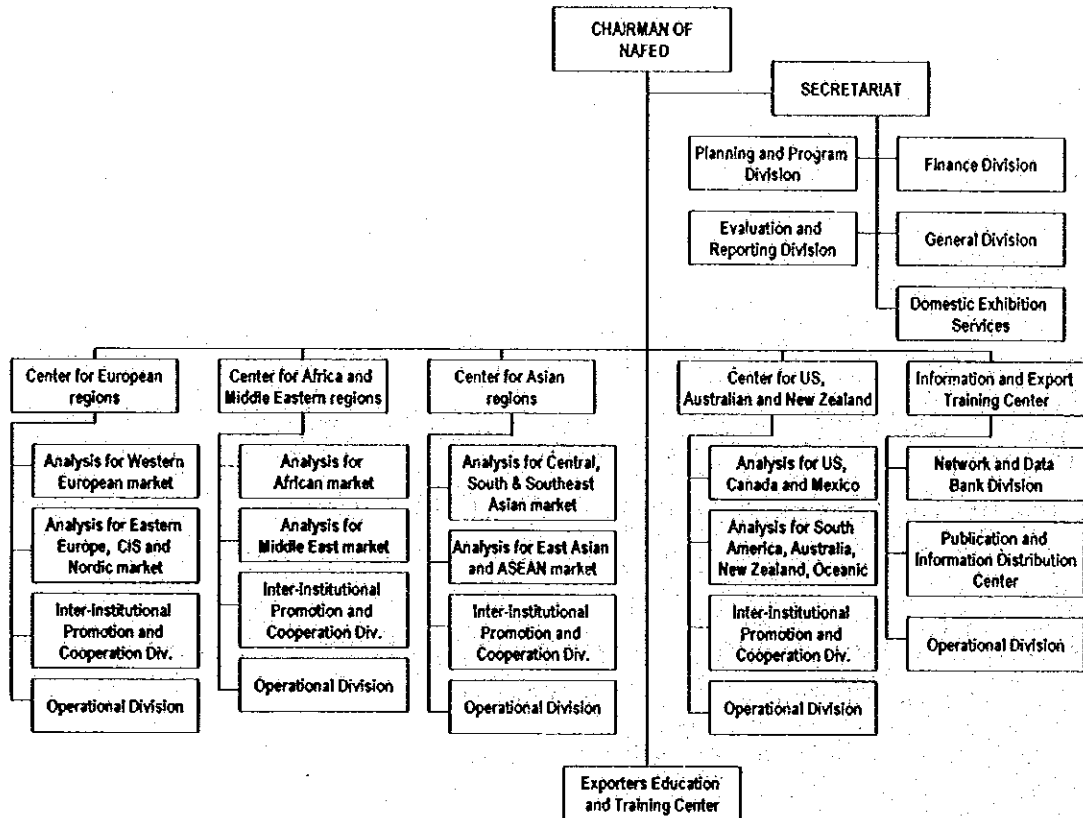 CHAIRMAN OF
NAFED
SECRETARIAT
Planning and Program
Division
Finance Division
Evaluation and
Reporting Division
General Division
Domestic Exhibition
Services
Center for European
regions
Center for Africa and
Middle Eastern regions
Center for Asian
regions
Center for US,
Australian and New Zealand
Information and Export
Training Center
Analysis for Western
European market
Analysis for Eastern
Europe, CIS and
Nordic market
Inter-Institutional
Promotion and
Cooperation Div.
Operational Division
Analysis for
African market
Analysis for
Middle East market
Inter-Institutional
Promotion and
Cooperation Div.
Operational Division
Analysis for Central,
South & Southeast
Asian market
Analysis for East Asian
and ASEAN market
Inter-Institutional
Promotion and
Cooperation Div.
Operational Division
Analysis for US,
Canada and Mexico
Analysis for South
America, Australia,
New Zealand, Oceanic
Inter-Institutional
Promotion and
Cooperation Div.
Operational Division
Network and Data
Bank Division
Publication and
Information Distribution
Center
Operational Division
Exporters Education
and Training Center